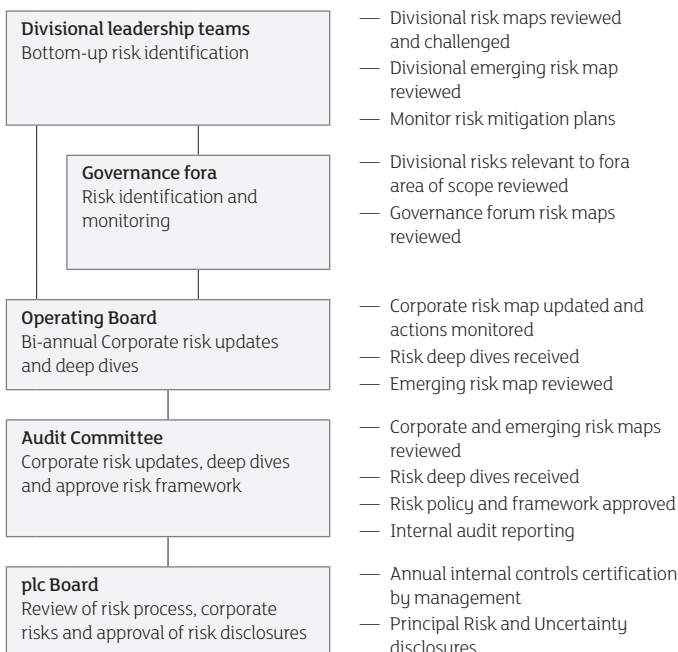 Divisional leadership teams
Bottom-up risk identification
— Divisional risk maps reviewed
and challenged
— Divisional emerging risk map
reviewed
— Monitor risk mitigation plans
Governance fora
Risk identification and
monitoring
— Divisional risks relevant to fora
area of scope reviewed
— Governance forum risk maps
reviewed
Operating Board
Bi-annual Corporate risk updates
and deep dives
— Corporate risk map updated and
actions monitored
— Risk deep dives received
— Emerging risk map reviewed
Audit Committee
Corporate risk updates, deep dives
and approve risk framework
— Corporate and emerging risk maps
reviewed
— Risk deep dives received
— Risk policy and framework approved
— Internal audit reporting
plc Board
Review of risk process, corporate
risks and approval of risk disclosures
— Annual internal controls certification
by management
— Principal Risk and Uncertainty
disclosures